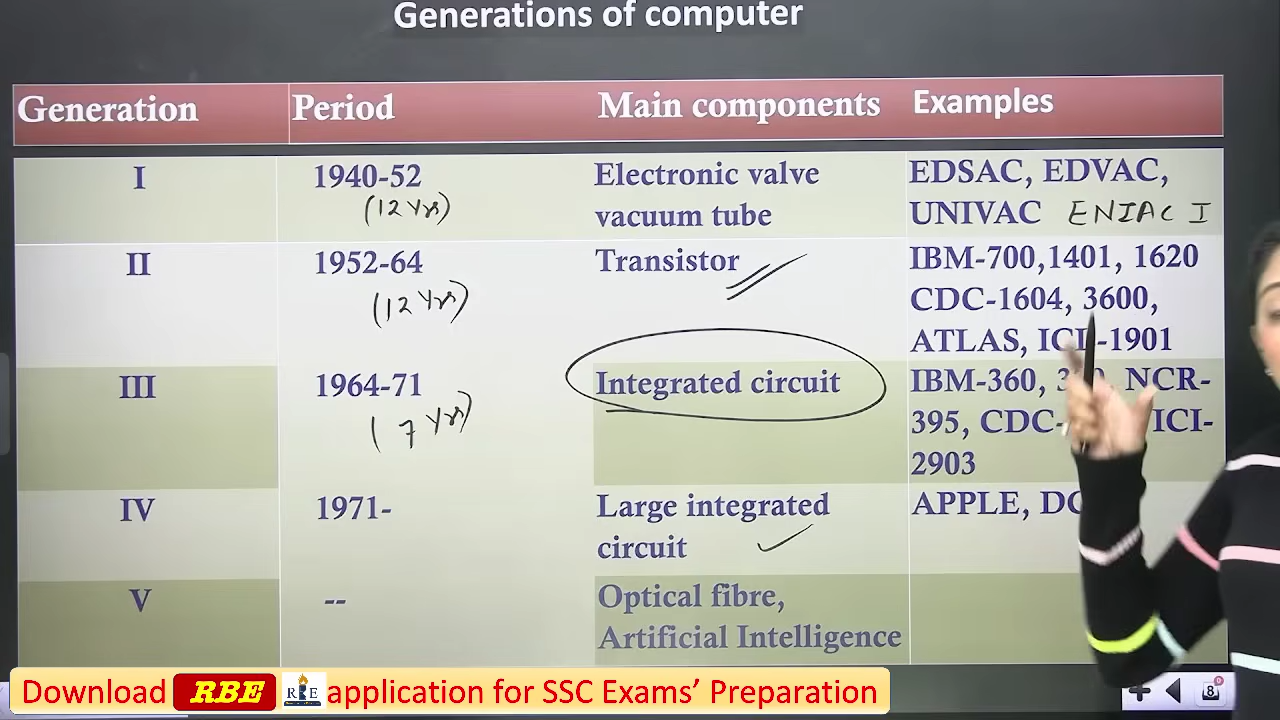 Generations of computer
Generation Period Main components Examples
I 1940-52 Electronic valve EDSAC, EDVAC,
(12 Yrs) vacuum tube UNIVAC ENIAC I
II 1952-64 Transistor IBM-700,1401, 1620
(12 Yrs) CDC-1604, 3600,
ATLAS, ICL-1901
III 1964-71 Integrated circuit IBM-360, NCR-
(7 Yrs) 395, CDC- ICI-
2903
IV 1971- Large integrated APPLE,
circuit
V -- Optical fibre,
Artificial Intelligence
Download RBE RE application for SSC Exams’ Preparation
8 0